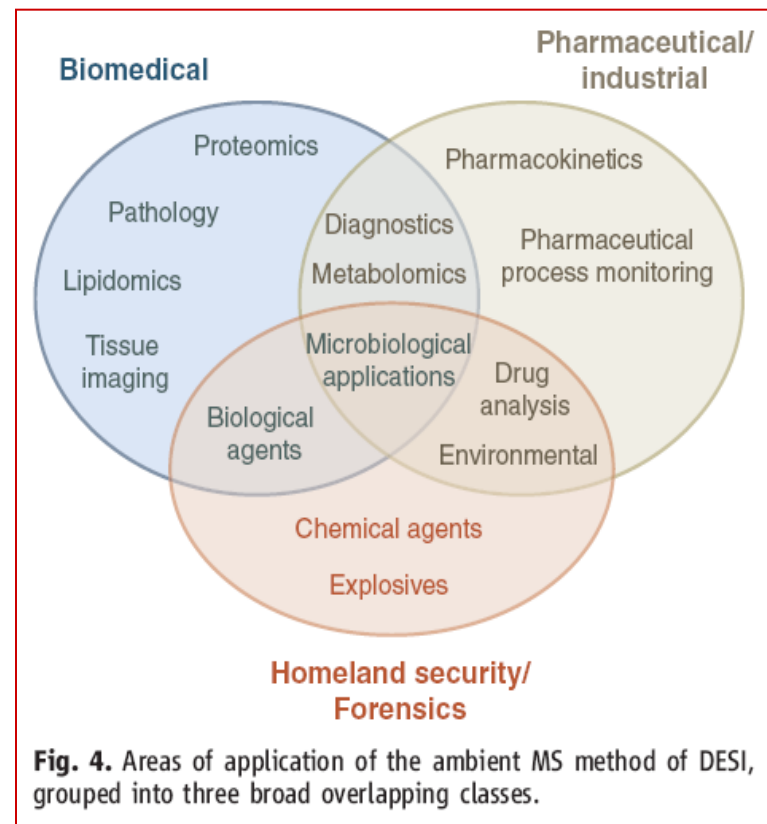 Biomedical
Pharmaceutical/
industrial
Proteomics
Pathology
Lipidomics
Tissue
imaging
Pharmacokinetics
Pharmaceutical
process monitoring
Diagnostics
Metabolomics
Microbiological
applications
Drug
analysis
Environmental
Biological
agents
Chemical agents
Explosives
Homeland security/
Forensics
Fig. 4. Areas of application of the ambient MS method of DESI,
grouped into three broad overlapping classes.